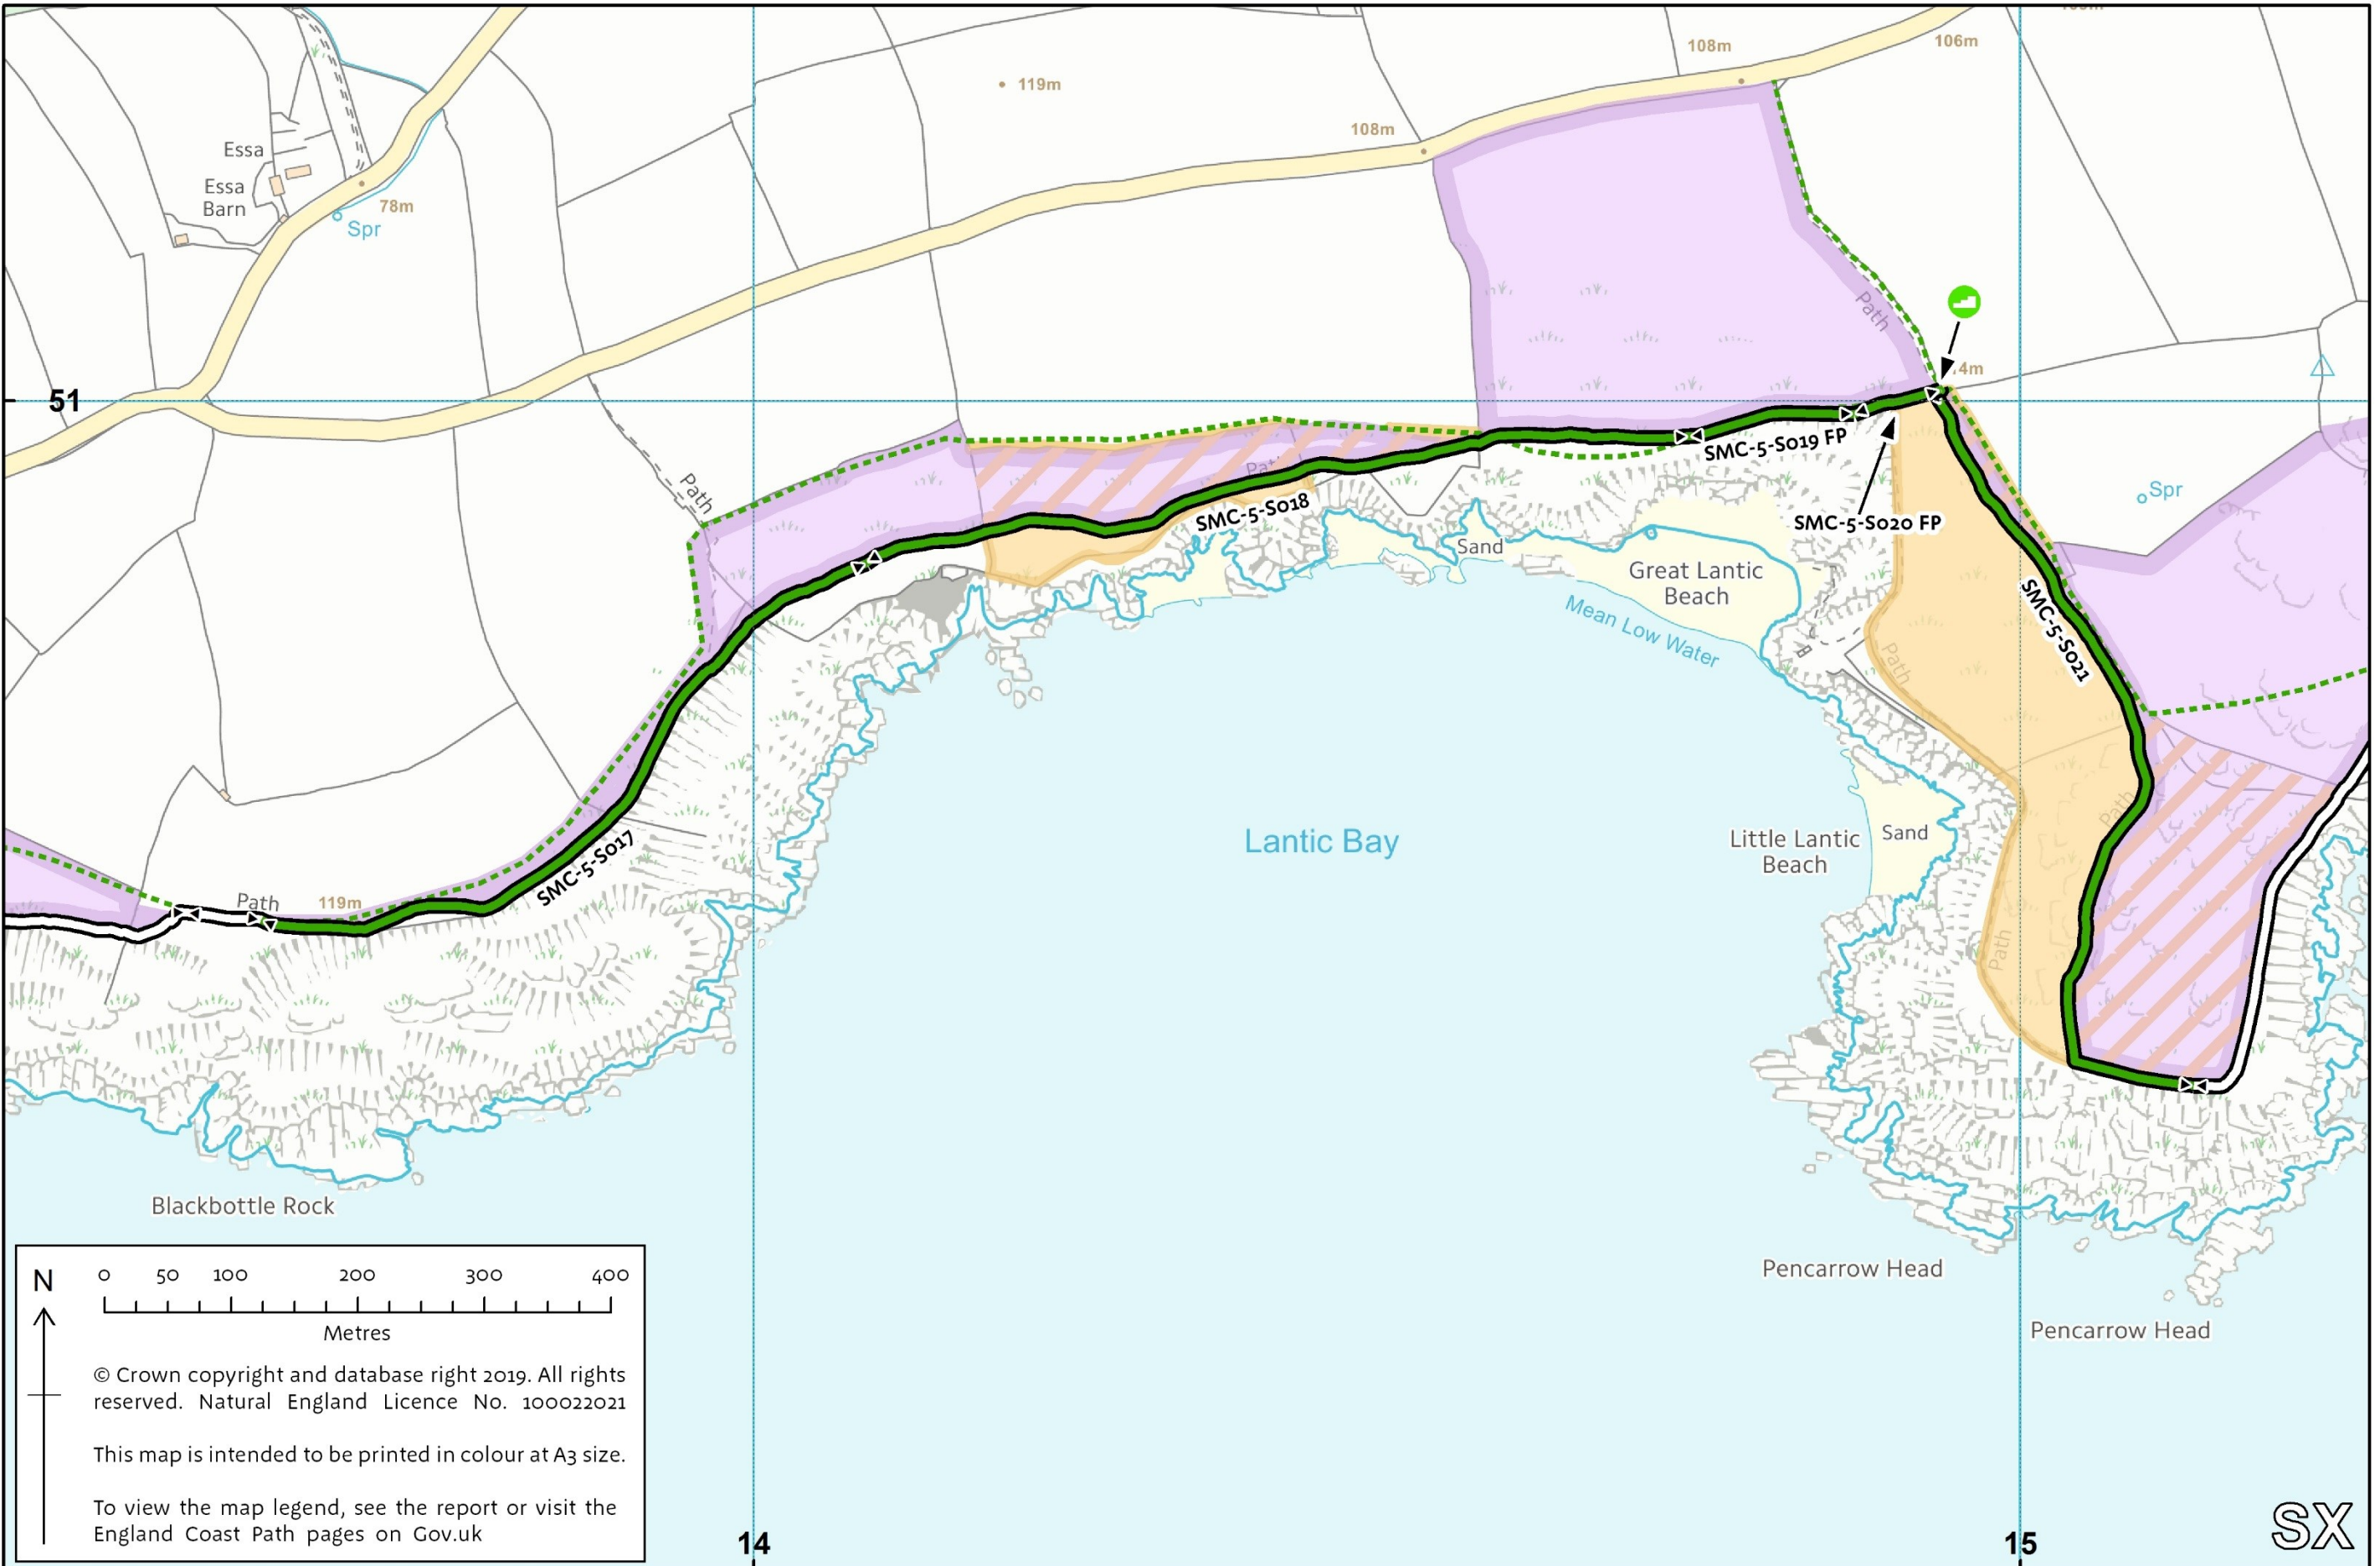 108m
106m
119m
108m
Essa
Essa
Barn
78m
Spr
Path
4m
51
Path
Path
SMC-5-S019 FP
Spr
SMC-5-S018
SMC-5-S020 FP
Sand
Great Lantic
Beach
Mean Low Water
SMC-5-S021
Path
Path
Lantic Bay
Little Lantic
Beach
Sand
SMC-5-S017
Path
119m
Path
Blackbottle Rock
Pencarrow Head
Pencarrow Head
N
0 50 100 200 300 400
Metres
© Crown copyright and database right 2019. All rights
reserved. Natural England Licence No. 100022021
This map is intended to be printed in colour at A3 size.
To view the map legend, see the report or visit the
England Coast Path pages on Gov.uk
14
15
SX